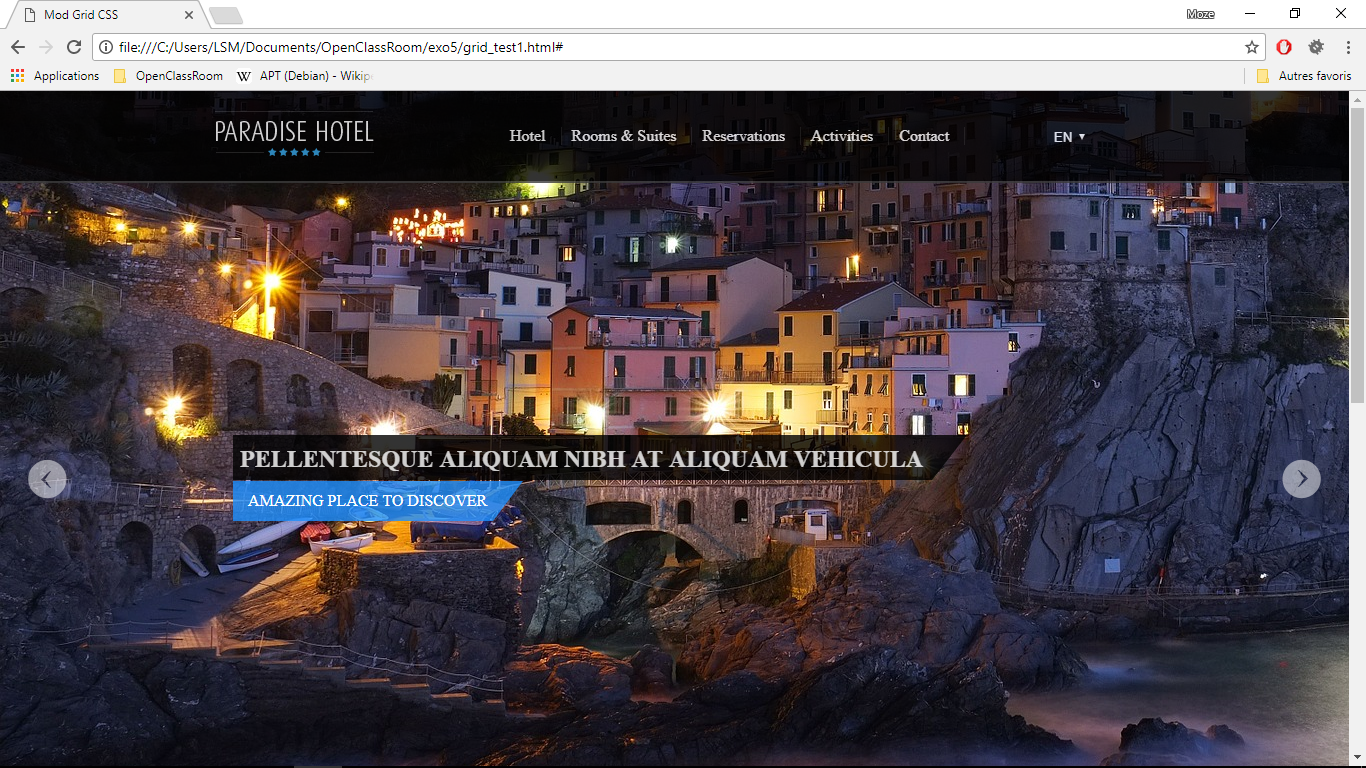 Mod Grid CSS
Moze
file:///C:/Users/LSM/Documents/OpenClassRoom/exo5/grid_test1.html#
Applications OpenClassRoom W APT (Debian) - Wikip Autres favoris
PARADISE HOTEL
Hotel Rooms & Suites Reservations Activities Contact EN
PELLENTESQUE ALIQUAM NIBH AT ALIQUAM VEHICULA
AMAZING PLACE TO DISCOVER